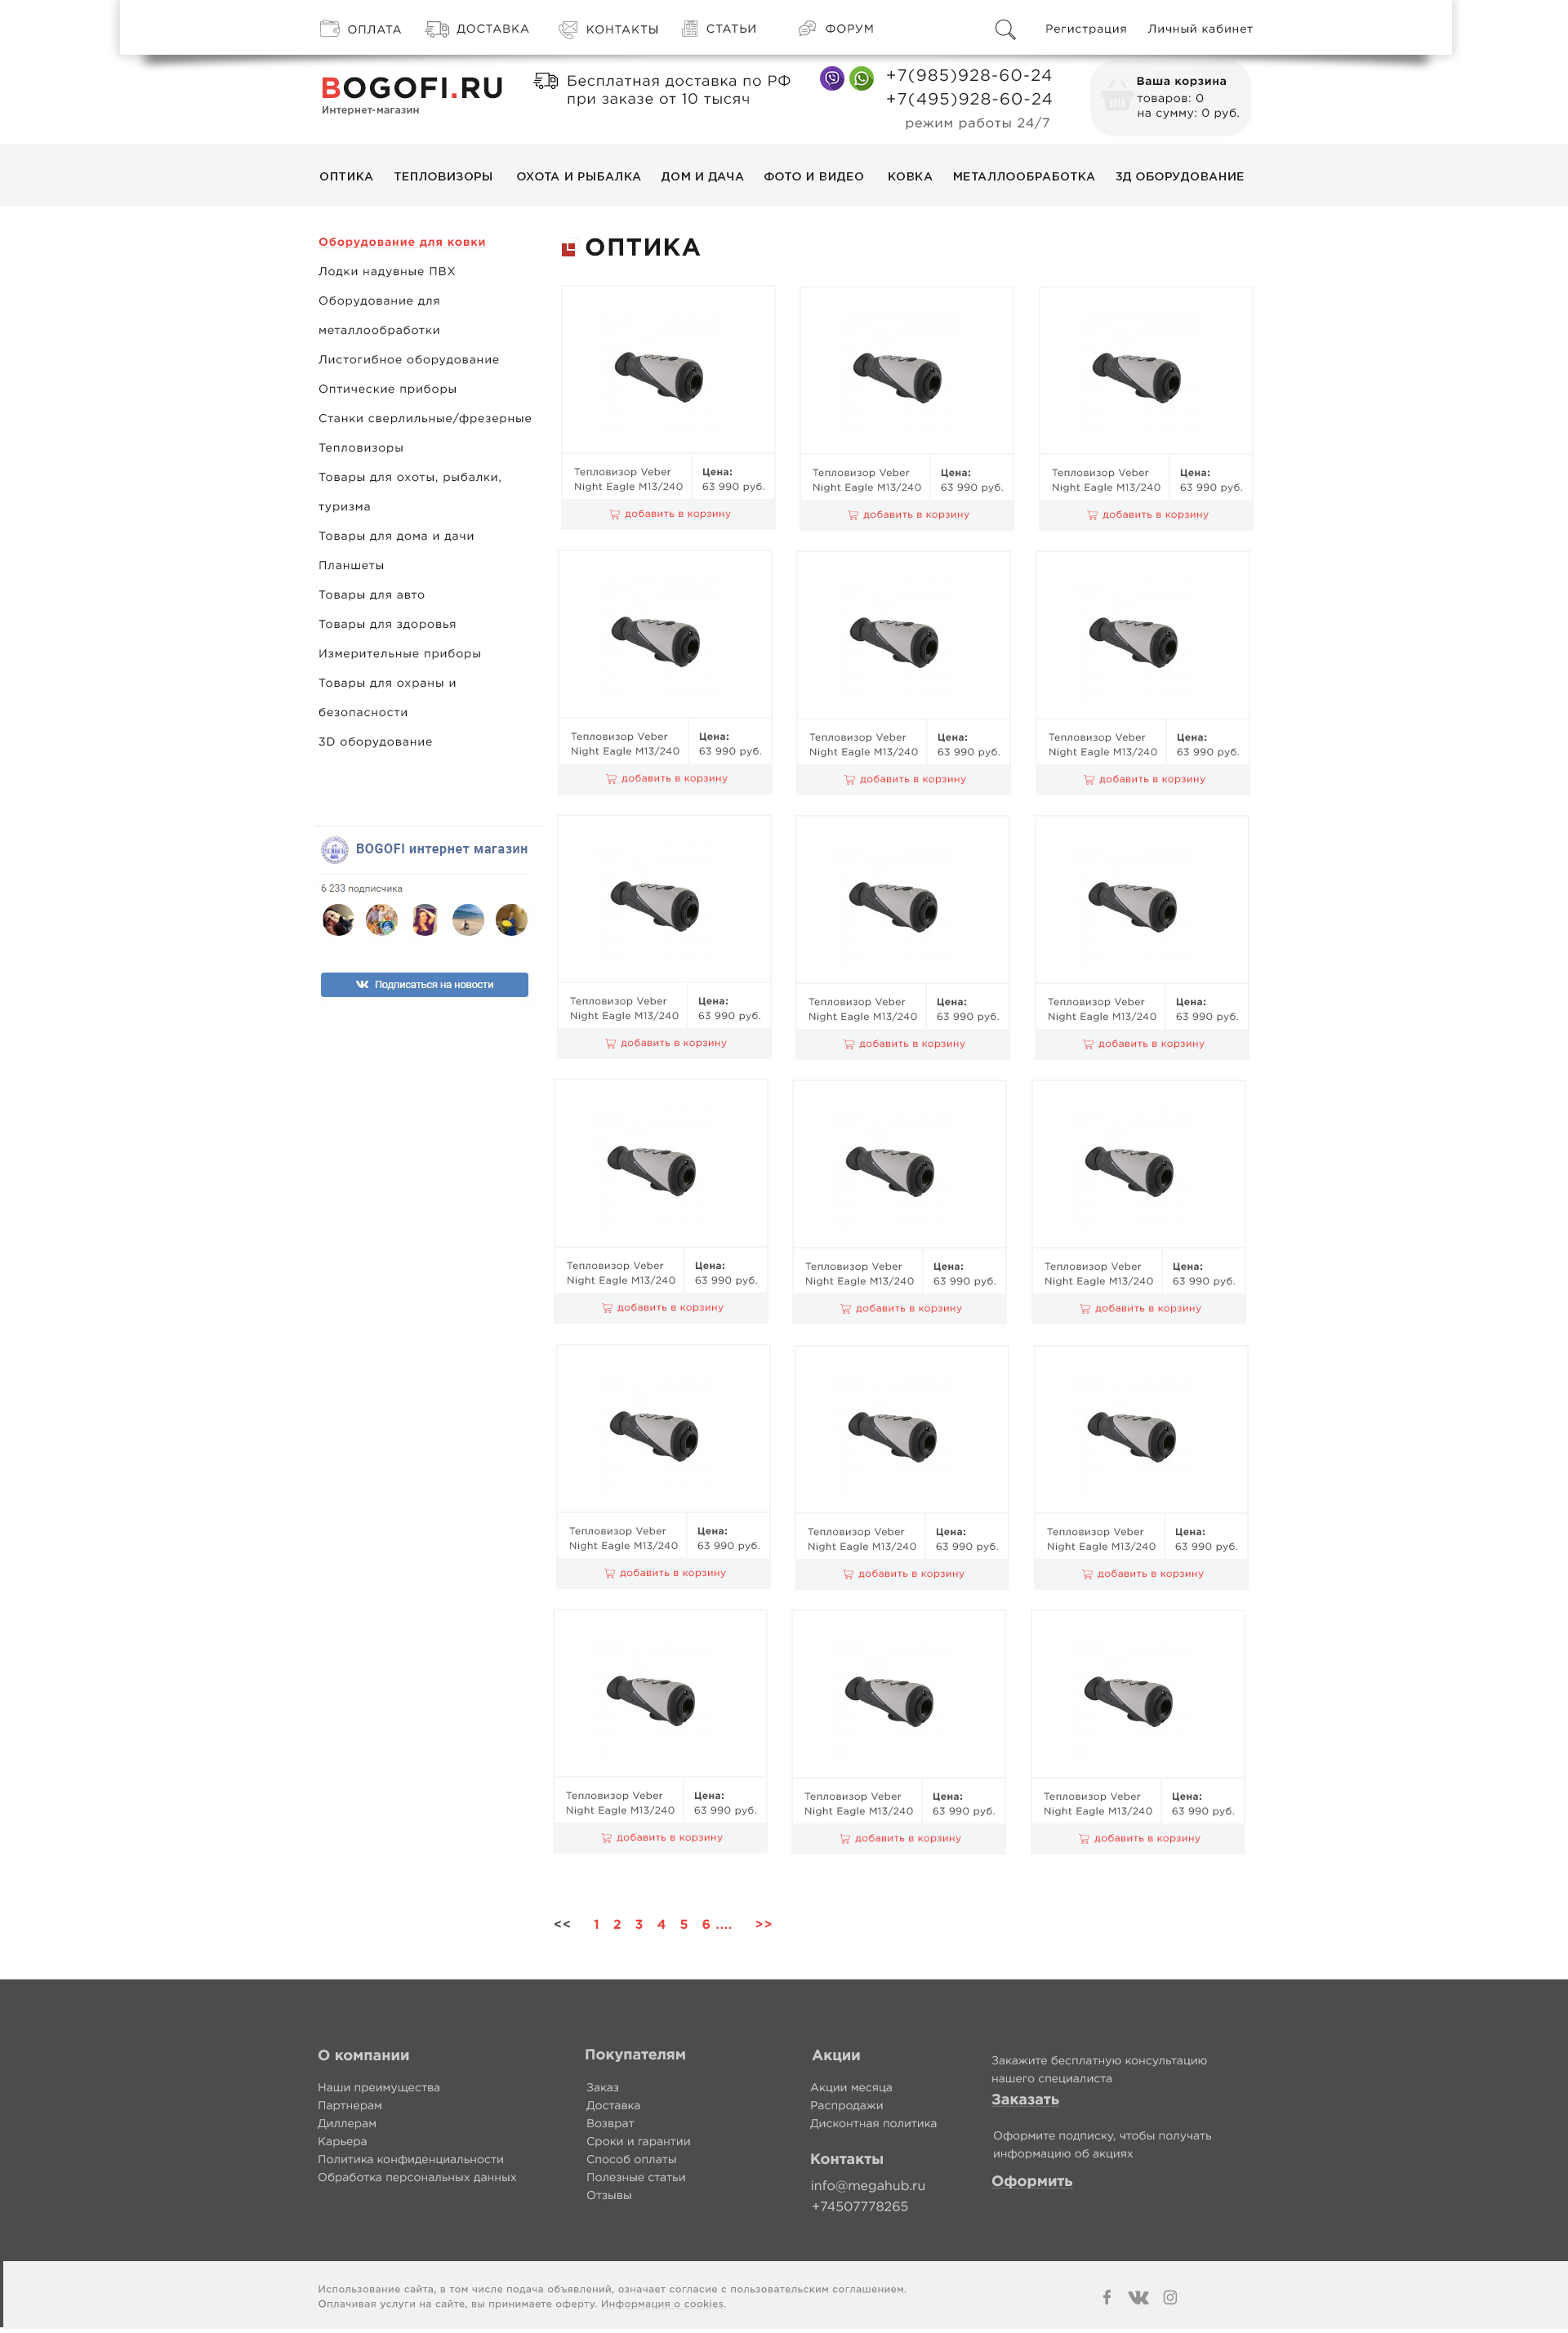 ОПЛАТА ДОСТАВКА КОНТАКТЫ СТАТЬИ ФОРУМ Регистрация Личный кабинет
BOGOFI.RU
Интернет-магазин
Бесплатная доставка по РФ
при заказе от 10 тысяч
+7(985)928-60-24
+7(495)928-60-24
режим работы 24/7
Ваша корзина
товаров: 0
на сумму: 0 руб.
ОПТИКА ТЕПЛОВИЗОРЫ ОХОТА И РЫБАЛКА ДОМ И ДАЧА ФОТО И ВИДЕО КОВКА МЕТАЛЛООБРАБОТКА 3Д ОБОРУДОВАНИЕ
Оборудование для ковки
Лодки надувные ПВХ
Оборудование для
металлообработки
Листогибное оборудование
Оптические приборы
Станки сверлильные/фрезерные
Тепловизоры
Товары для охоты, рыбалки,
туризма
Товары для дома и дачи
Планшеты
Товары для авто
Товары для здоровья
Измерительные приборы
Товары для охраны и
безопасности
3D оборудование
BOGOFI интернет магазин
6 233 подписчика
Подписаться на новости
ОПТИКА
Тепловизор Veber Цена: Тепловизор Veber Цена: Тепловизор Veber Цена:
Night Eagle M13/240 63 990 руб. Night Eagle M13/240 63 990 руб. Night Eagle M13/240 63 990 руб.
добавить в корзину добавить в корзину добавить в корзину
Тепловизор Veber Цена: Тепловизор Veber Цена: Тепловизор Veber Цена:
Night Eagle M13/240 63 990 руб. Night Eagle M13/240 63 990 руб. Night Eagle M13/240 63 990 руб.
добавить в корзину добавить в корзину добавить в корзину
Тепловизор Veber Цена: Тепловизор Veber Цена: Тепловизор Veber Цена:
Night Eagle M13/240 63 990 руб. Night Eagle M13/240 63 990 руб. Night Eagle M13/240 63 990 руб.
добавить в корзину добавить в корзину добавить в корзину
Тепловизор Veber Цена: Тепловизор Veber Цена: Тепловизор Veber Цена:
Night Eagle M13/240 63 990 руб. Night Eagle M13/240 63 990 руб. Night Eagle M13/240 63 990 руб.
добавить в корзину добавить в корзину добавить в корзину
Тепловизор Veber Цена: Тепловизор Veber Цена: Тепловизор Veber Цена:
Night Eagle M13/240 63 990 руб. Night Eagle M13/240 63 990 руб. Night Eagle M13/240 63 990 руб.
добавить в корзину добавить в корзину добавить в корзину
Тепловизор Veber Цена: Тепловизор Veber Цена: Тепловизор Veber Цена:
Night Eagle M13/240 63 990 руб. Night Eagle M13/240 63 990 руб. Night Eagle M13/240 63 990 руб.
добавить в корзину добавить в корзину добавить в корзину
<< 1 2 3 4 5 6 .... >>
О компании
Наши преимущества
Партнерам
Диллерам
Карьера
Политика конфиденциальности
Обработка персональных данных
Покупателям
Заказ
Доставка
Возврат
Сроки и гарантии
Способ оплаты
Полезные статьи
Отзывы
Акции
Акции месяца
Распродажи
Дисконтная политика
Контакты
info@megahub.ru
+74507778265
Закажите бесплатную консультацию
нашего специалиста
Заказать
Оформите подписку, чтобы получать
информацию об акциях
Оформить
Использование сайта, в том числе подача объявлений, означает согласие с пользовательским соглашением.
Оплачивая услуги на сайте, вы принимаете оферту. Информация о cookies.